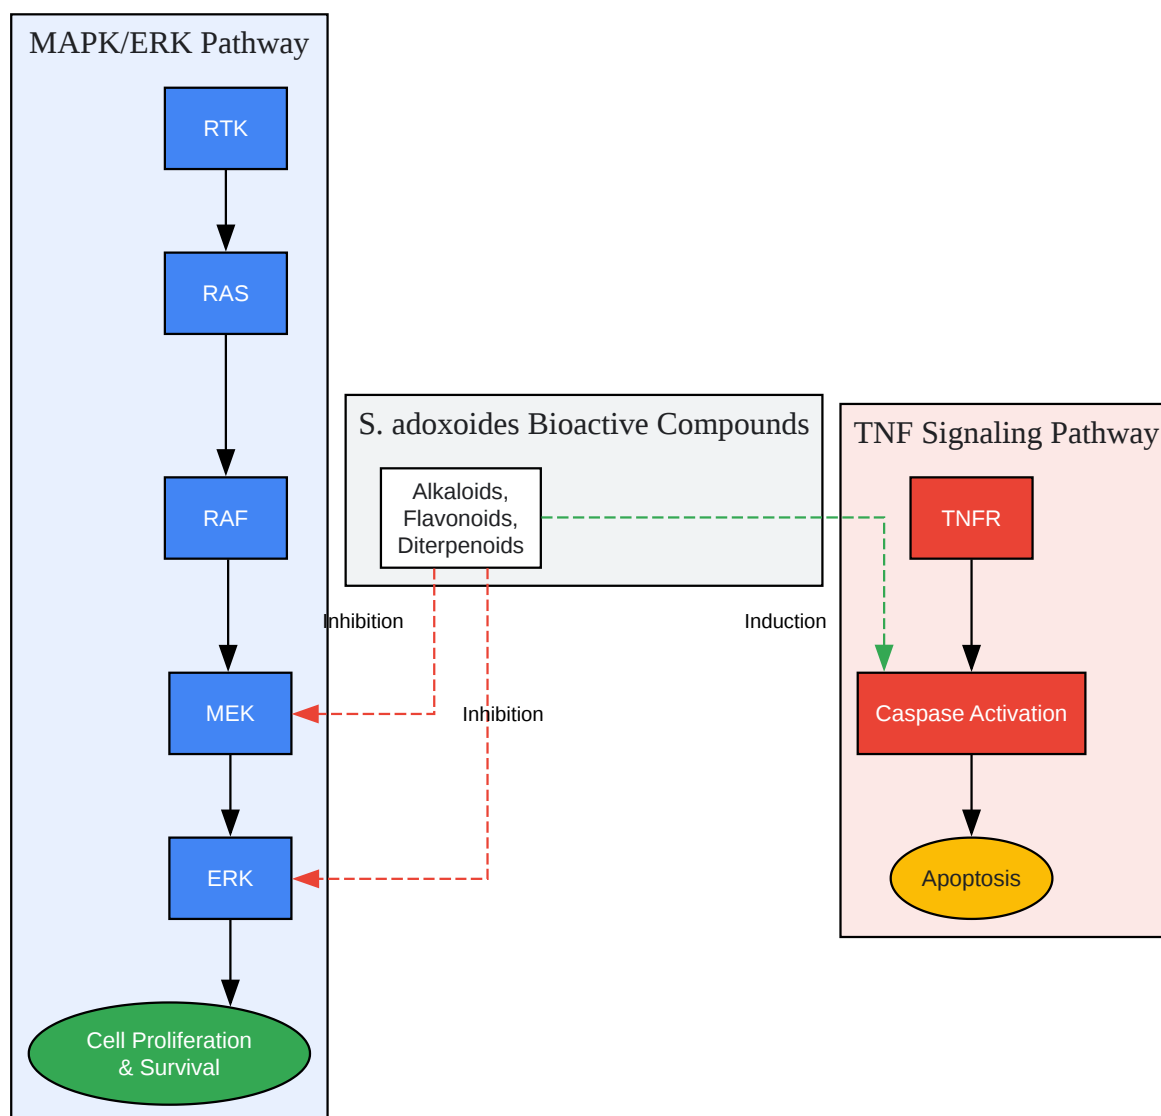 MAPK/ERK Pathway
RTK
RAS
RAF
MEK
ERK
Cell Proliferation
& Survival
S. adoxoides Bioactive Compounds
Alkaloids,
Flavonoids,
Diterpenoids
Inhibition
Inhibition
Induction
TNF Signaling Pathway
TNFR
Caspase Activation
Apoptosis